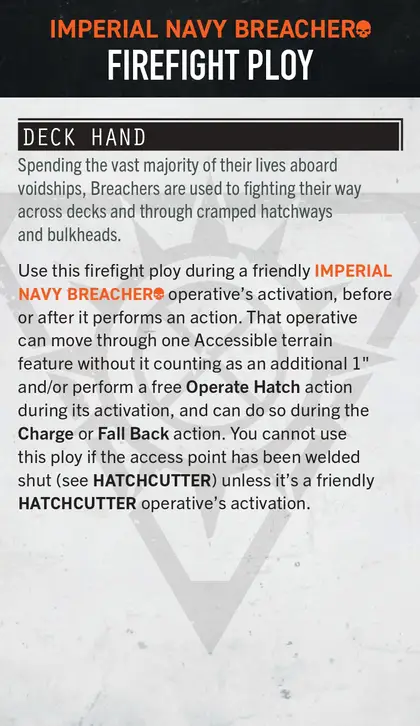 IMPERIAL NAVY BREACHER
FIREFIGHT PLOY
DECK HAND
Spending the vast majority of their lives aboard
voidships, Breachers are used to fighting their way
across decks and through cramped hatchways
and bulkheads.
Use this firefight ploy during a friendly IMPERIAL
NAVY BREACHER operative’s activation, before
or after it performs an action. That operative
can move through one Accessible terrain
feature without it counting as an additional 1"
and/or perform a free Operate Hatch action
during its activation, and can do so during the
Charge or Fall Back action. You cannot use
this ploy if the access point has been welded
shut (see HATCHCUTTER) unless it’s a friendly
HATCHCUTTER operative’s activation.